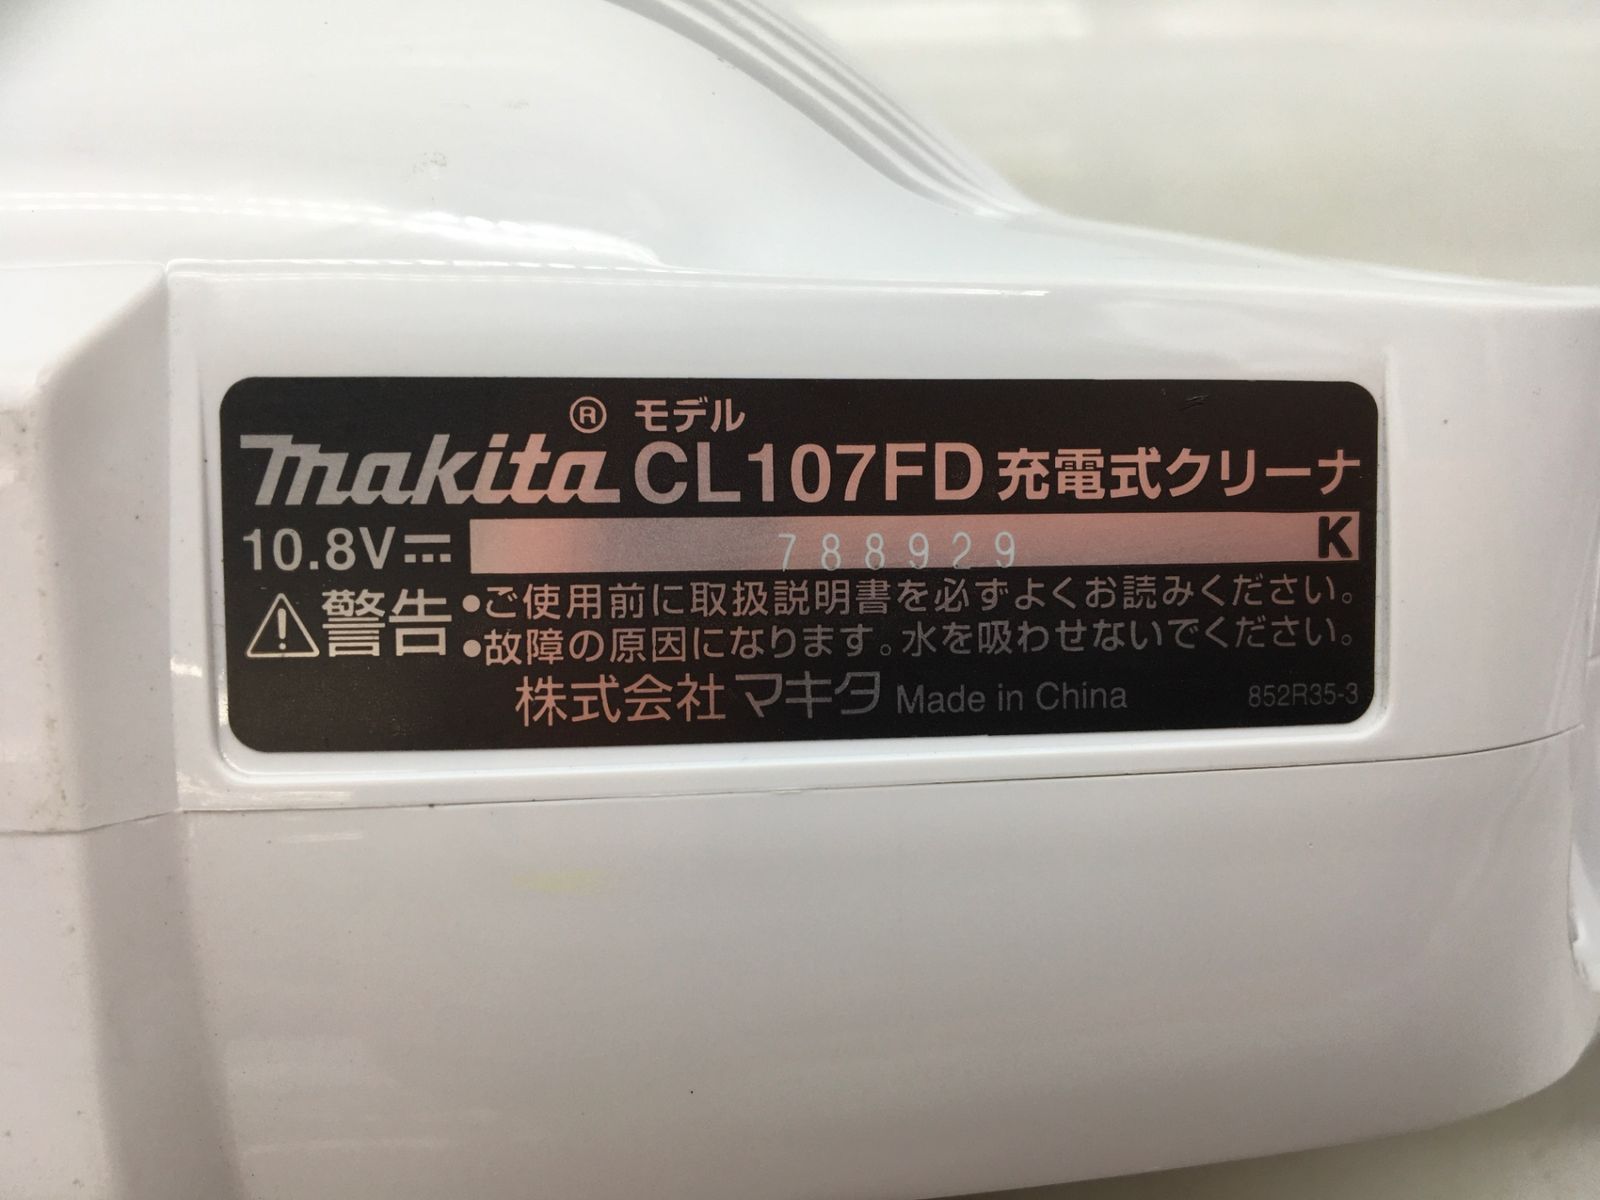 makita® モデル CL107FD 充電式クリーナ
10.8V⎓ 788929 K
⚠警告 ●ご使用前に取扱説明書を必ずよくお読みください。
●故障の原因になります。水を吸わせないでください。
株式会社マキタ Made in China 852R35-3